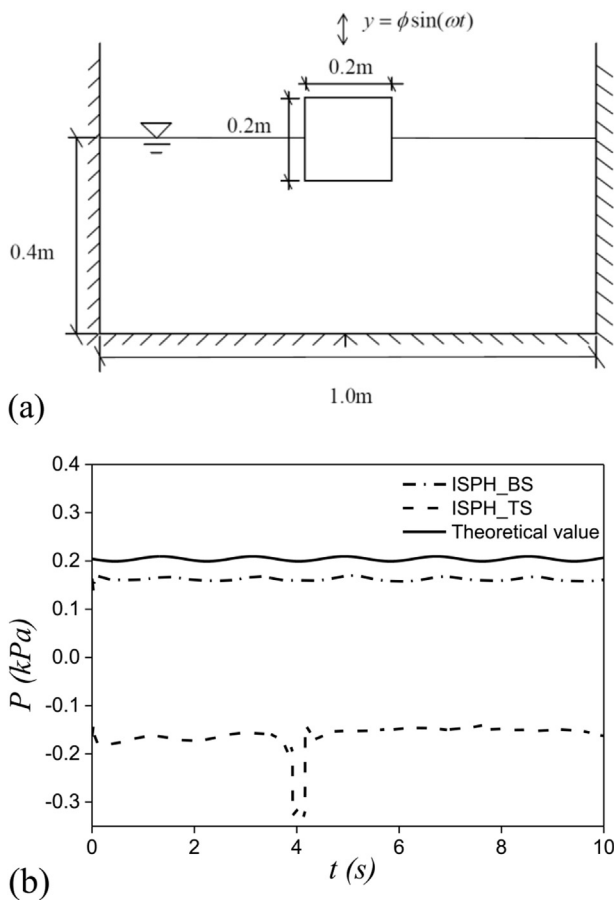 y = ϕ sin(ωt)
0.2m
0.2m
0.4m
1.0m
(a)
0.4
0.3
0.2
0.1
0.0
-0.1
-0.2
-0.3
P (kPa)
ISPH_BS
ISPH_TS
Theoretical value
0 2 4 6 8 10
t (s)
(b)